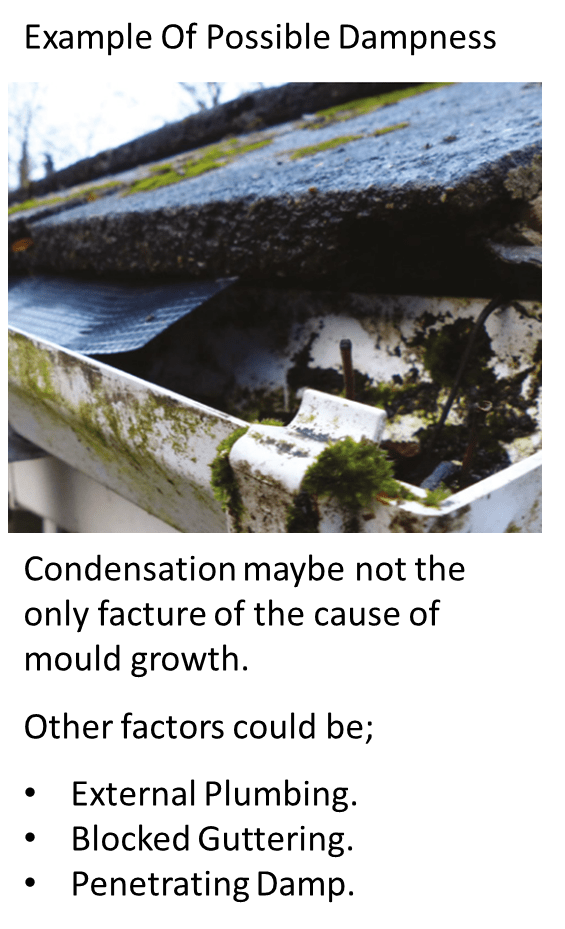 Example Of Possible Dampness
Condensation maybe not the
only facture of the cause of
mould growth.
Other factors could be;
• External Plumbing.
• Blocked Guttering.
• Penetrating Damp.